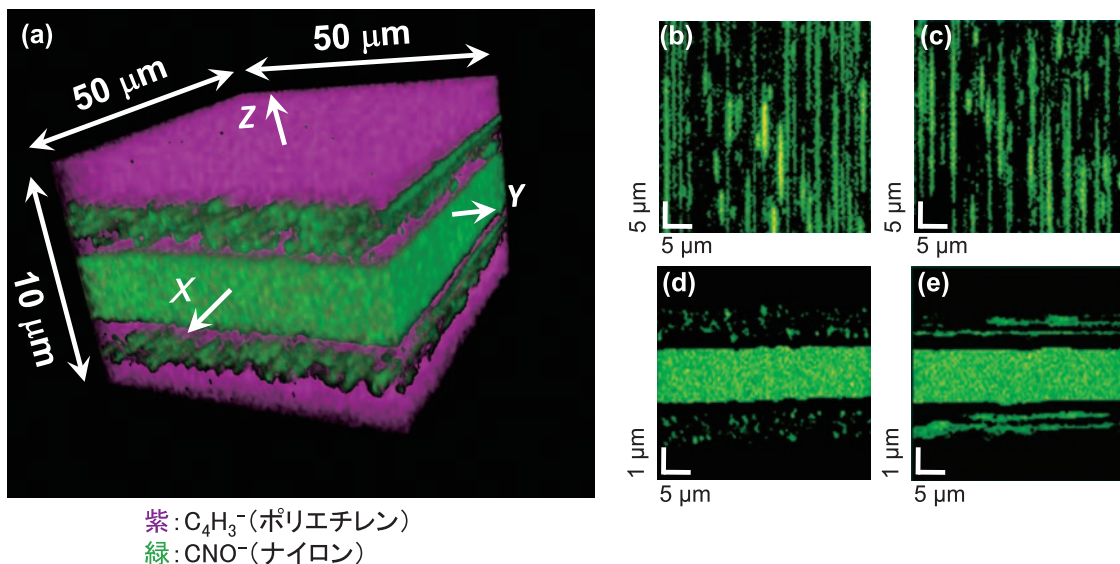 (a)
50 μm
50 μm
Z
Y
X
10 μm
紫：C₄H₃⁻（ポリエチレン）
緑：CNO⁻（ナイロン）
(b)
5 μm
5 μm
(c)
5 μm
5 μm
(d)
1 μm
5 μm
(e)
1 μm
5 μm